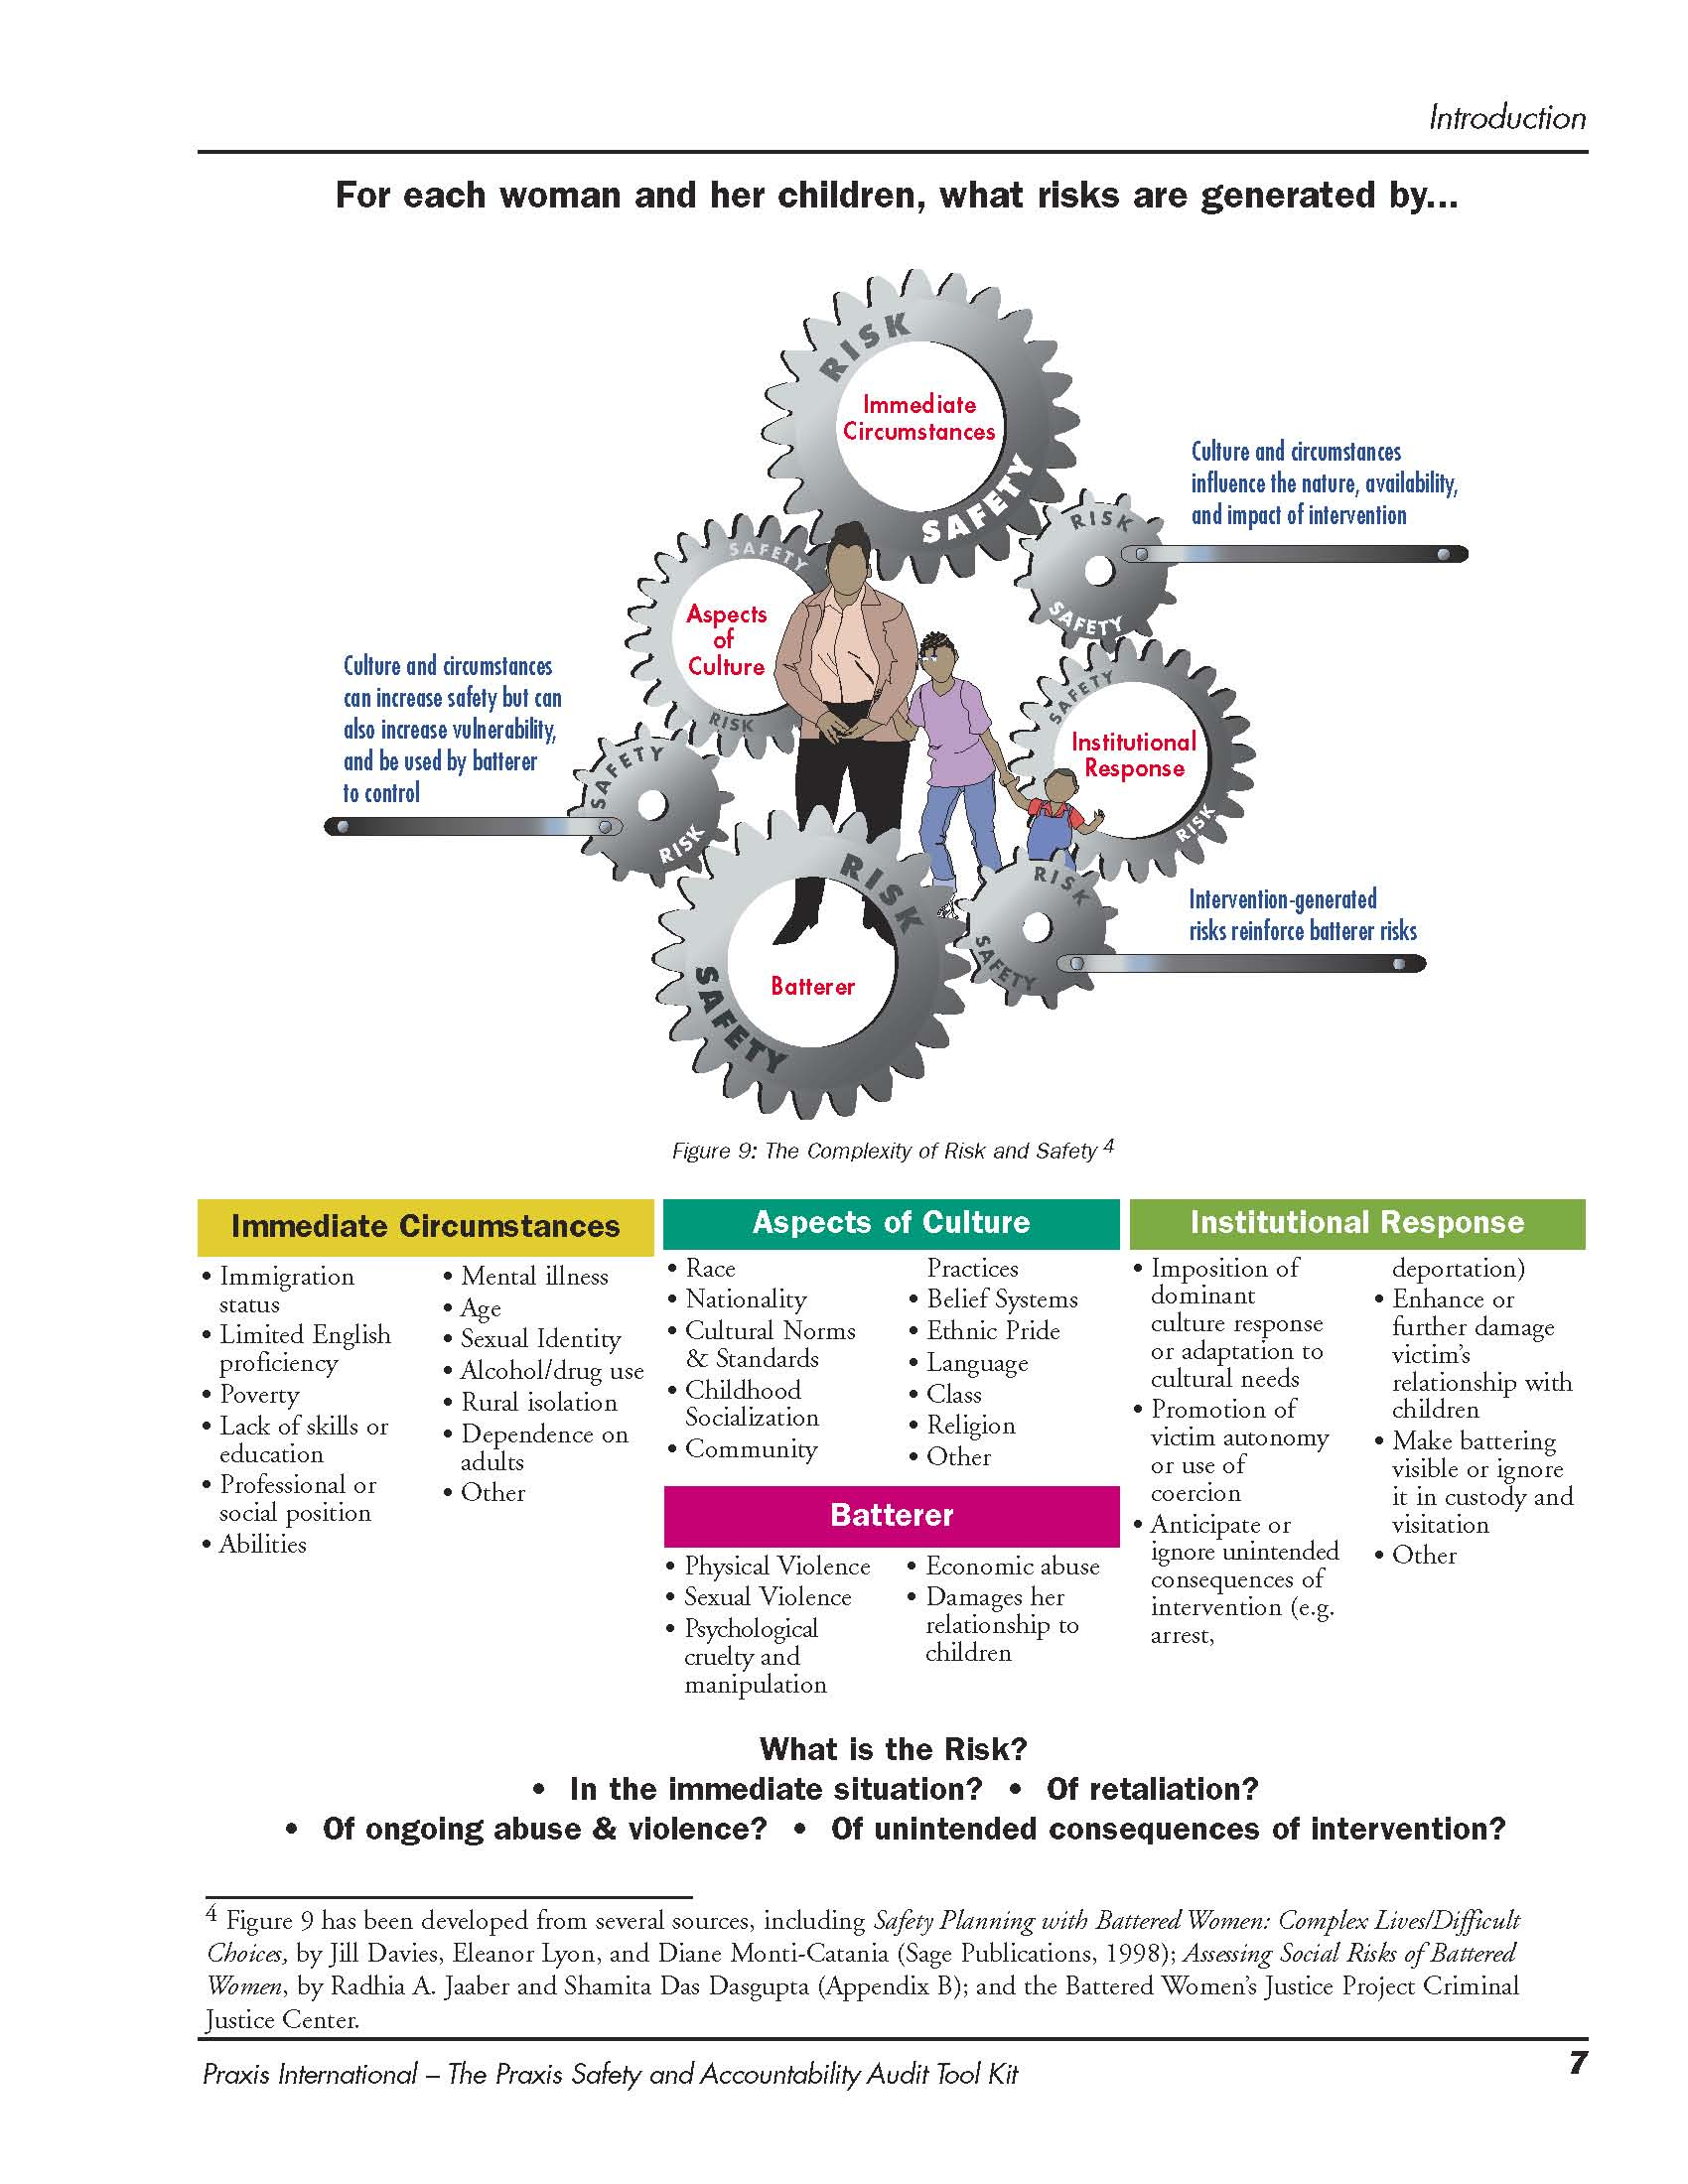 Introduction
For each woman and her children, what risks are generated by...
RISK
Immediate
Circumstances
SAFETY
Culture and circumstances
influence the nature, availability,
and impact of intervention
RISK
SAFETY
SAFETY
Aspects
of
Culture
RISK
Culture and circumstances
can increase safety but can
also increase vulnerability,
and be used by batterer
to control
SAFETY
RISK
SAFETY
Institutional
Response
RISK
RISK
SAFETY
Batterer
RISK
SAFETY
Intervention-generated
risks reinforce batterer risks
Figure 9: The Complexity of Risk and Safety 4
Immediate Circumstances
• Immigration
status
• Limited English
proficiency
• Poverty
• Lack of skills or
education
• Professional or
social position
• Abilities
• Mental illness
• Age
• Sexual Identity
• Alcohol/drug use
• Rural isolation
• Dependence on
adults
• Other
Aspects of Culture
• Race
• Nationality
• Cultural Norms
& Standards
• Childhood
Socialization
• Community
Practices
• Belief Systems
• Ethnic Pride
• Language
• Class
• Religion
• Other
Batterer
• Physical Violence
• Sexual Violence
• Psychological
cruelty and
manipulation
• Economic abuse
• Damages her
relationship to
children
Institutional Response
• Imposition of
dominant
culture response
or adaptation to
cultural needs
• Promotion of
victim autonomy
or use of
coercion
• Anticipate or
ignore unintended
consequences of
intervention (e.g.
arrest,
deportation)
• Enhance or
further damage
victim's
relationship with
children
• Make battering
visible or ignore
it in custody and
visitation
• Other
What is the Risk?
• In the immediate situation? • Of retaliation?
• Of ongoing abuse & violence? • Of unintended consequences of intervention?
4 Figure 9 has been developed from several sources, including Safety Planning with Battered Women: Complex Lives/Difficult
Choices, by Jill Davies, Eleanor Lyon, and Diane Monti-Catania (Sage Publications, 1998); Assessing Social Risks of Battered
Women, by Radhia A. Jaaber and Shamita Das Dasgupta (Appendix B); and the Battered Women's Justice Project Criminal
Justice Center.
Praxis International – The Praxis Safety and Accountability Audit Tool Kit
7